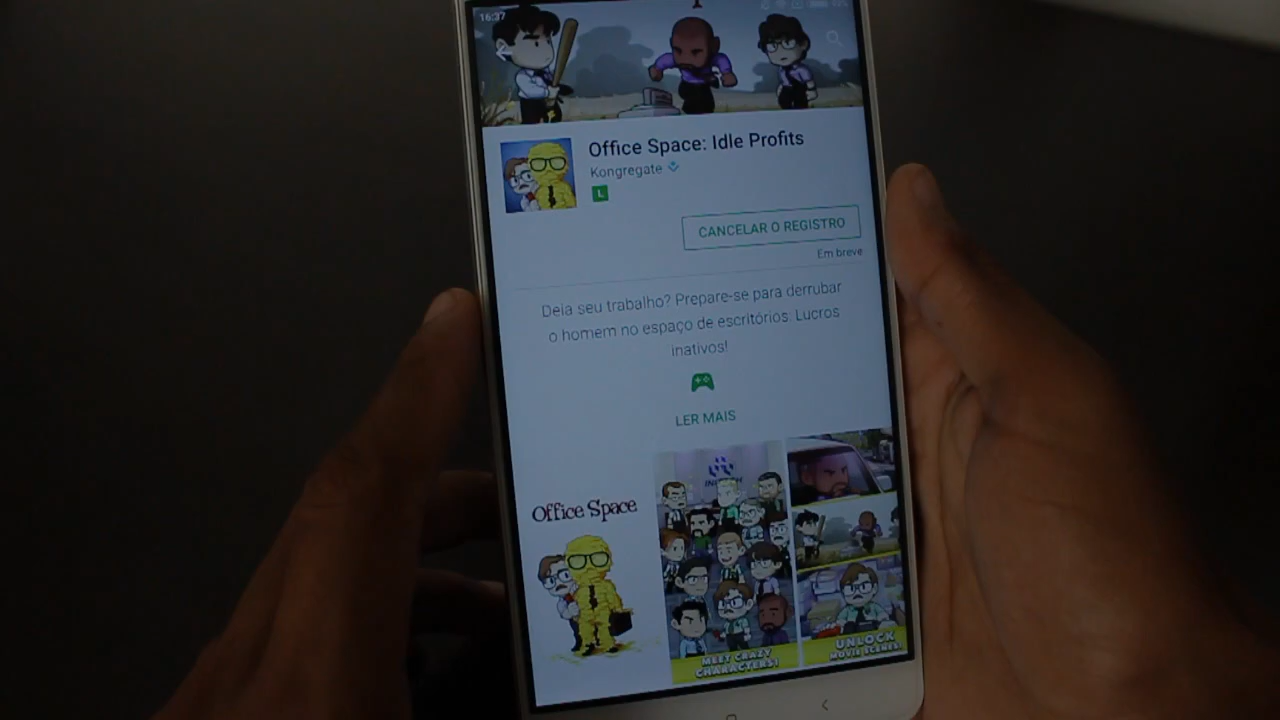 16:37
Office Space: Idle Profits
Kongregate
L
CANCELAR O REGISTRO
Em breve
Deia seu trabalho? Prepare-se para derrubar
o homem no espaço de escritórios: Lucros
inativos!
LER MAIS
Office Space
MEET CRAZY
CHARACTERS!
UNLOCK
MOVIE SCENES!